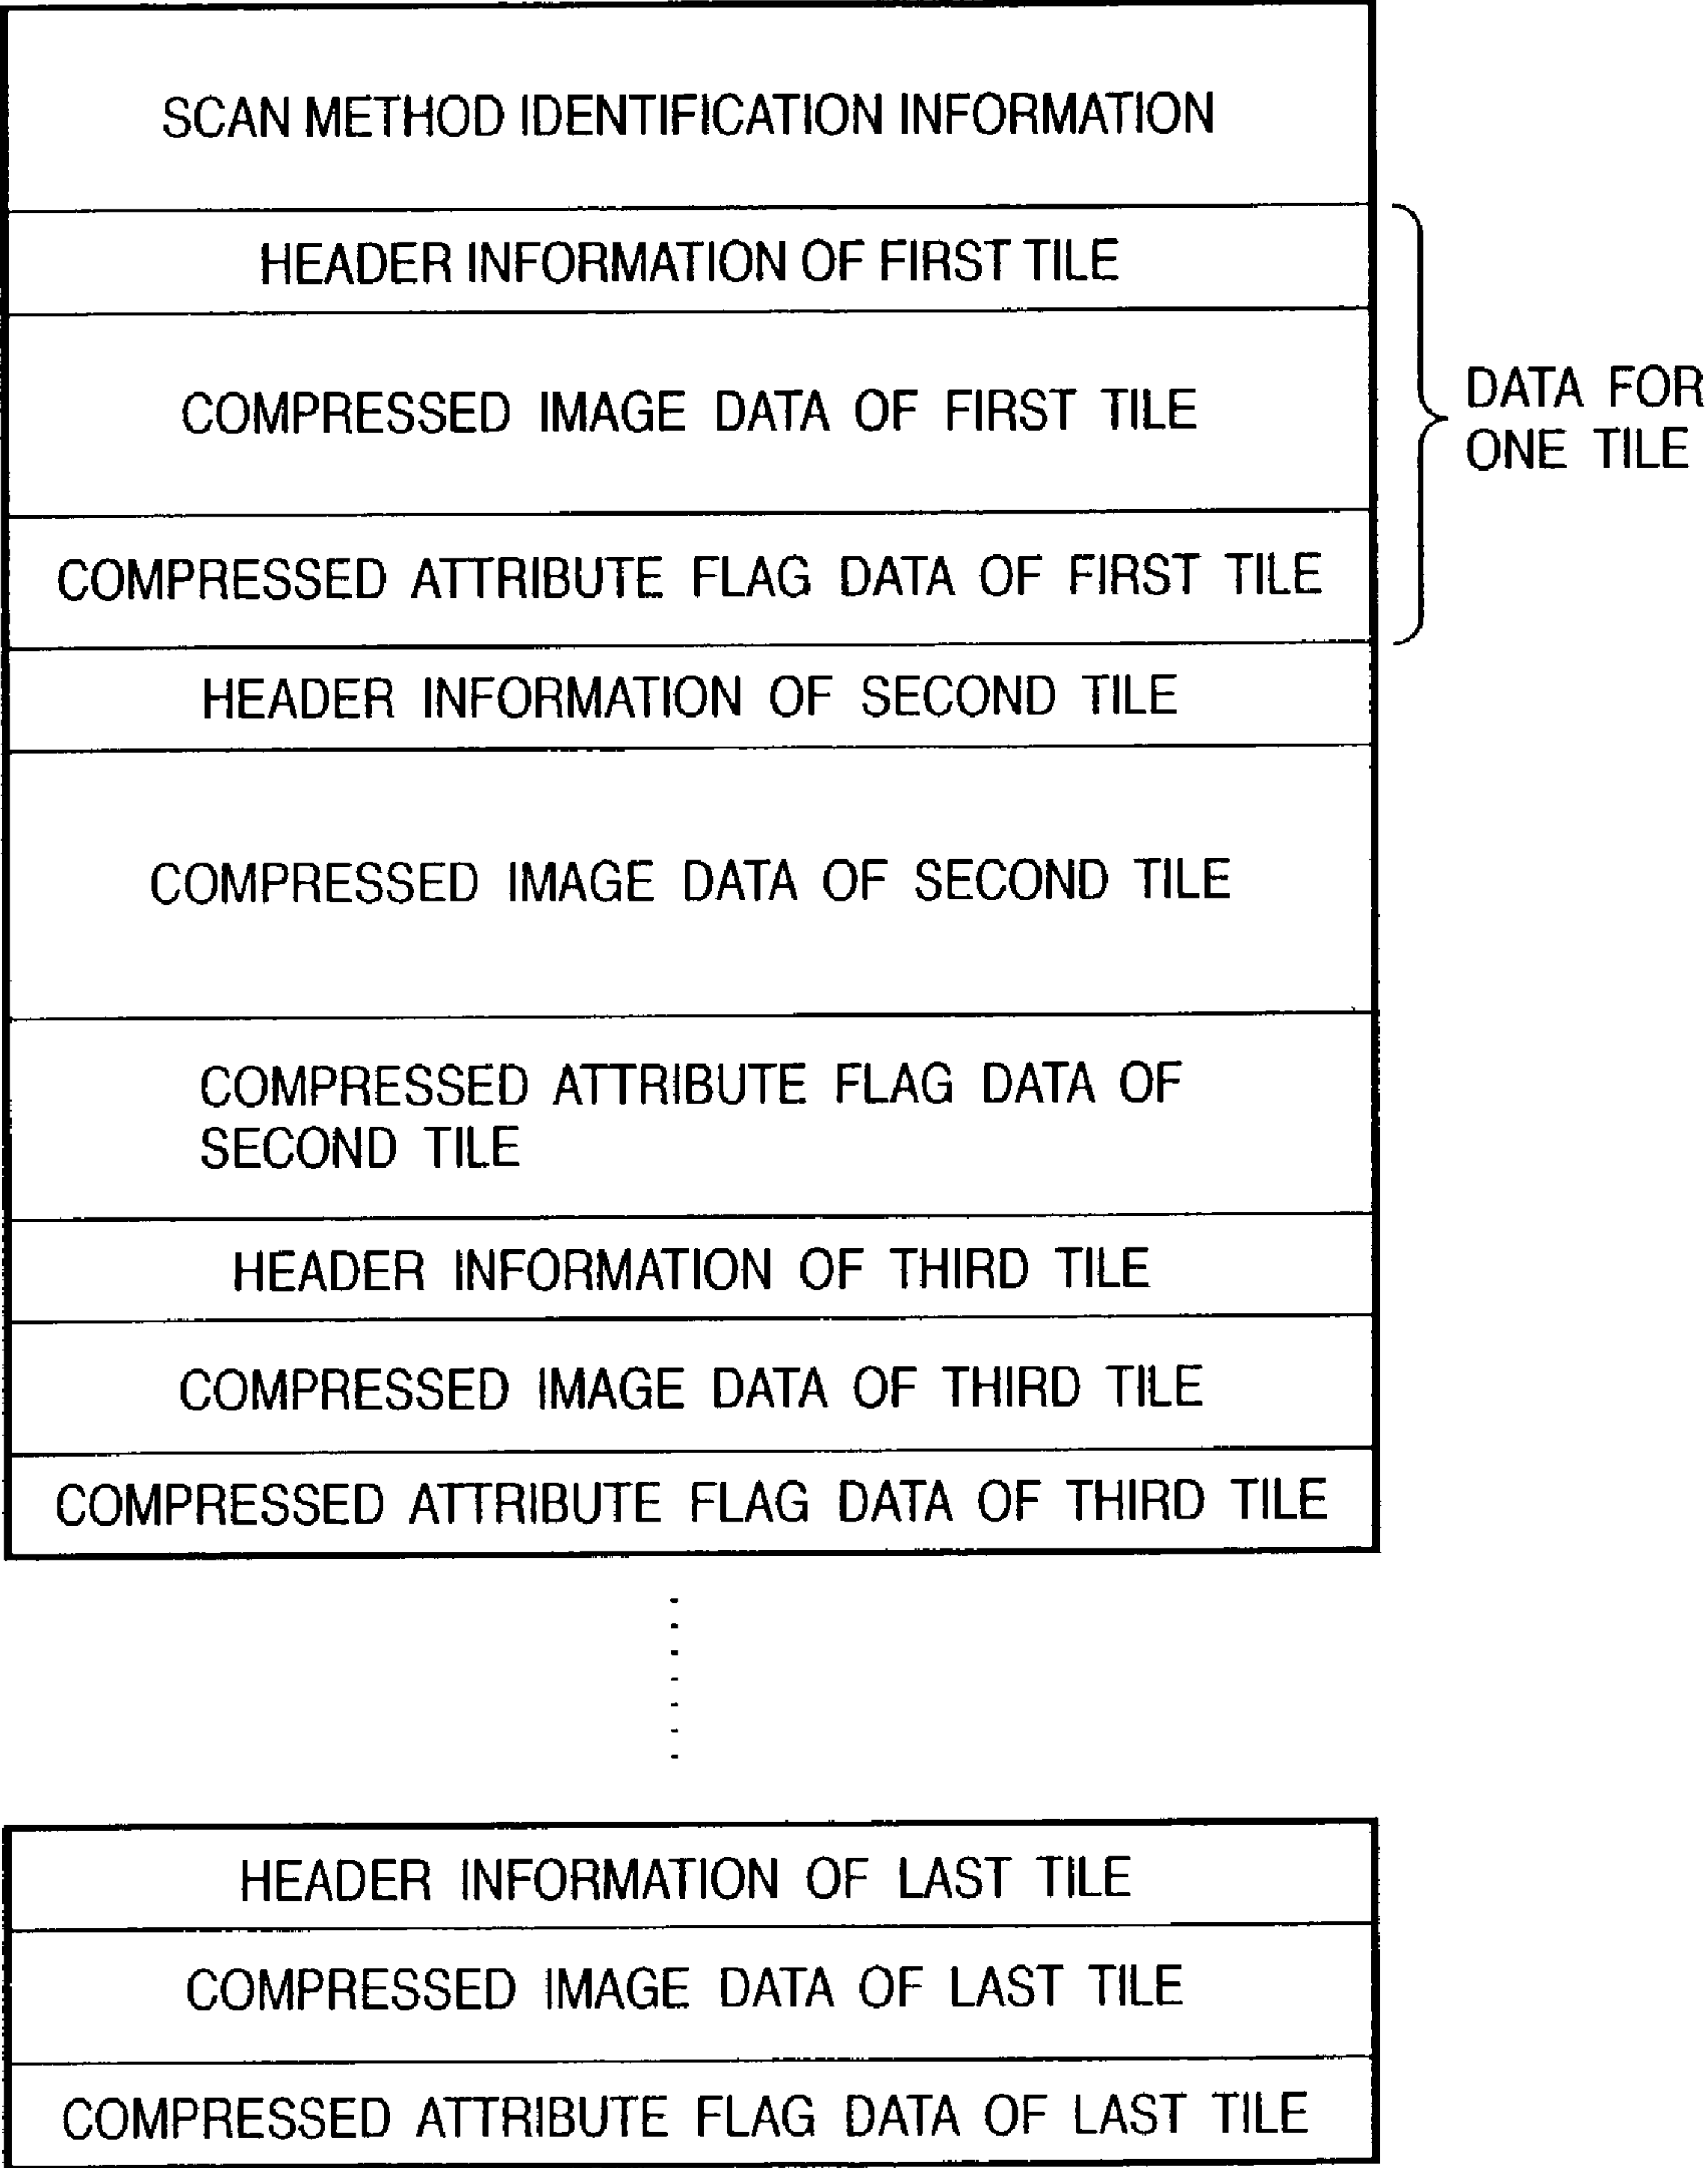 SCAN METHOD IDENTIFICATION INFORMATION
HEADER INFORMATION OF FIRST TILE
COMPRESSED IMAGE DATA OF FIRST TILE
DATA FOR
ONE TILE
COMPRESSED ATTRIBUTE FLAG DATA OF FIRST TILE
HEADER INFORMATION OF SECOND TILE
COMPRESSED IMAGE DATA OF SECOND TILE
COMPRESSED ATTRIBUTE FLAG DATA OF
SECOND TILE
HEADER INFORMATION OF THIRD TILE
COMPRESSED IMAGE DATA OF THIRD TILE
COMPRESSED ATTRIBUTE FLAG DATA OF THIRD TILE
HEADER INFORMATION OF LAST TILE
COMPRESSED IMAGE DATA OF LAST TILE
COMPRESSED ATTRIBUTE FLAG DATA OF LAST TILE